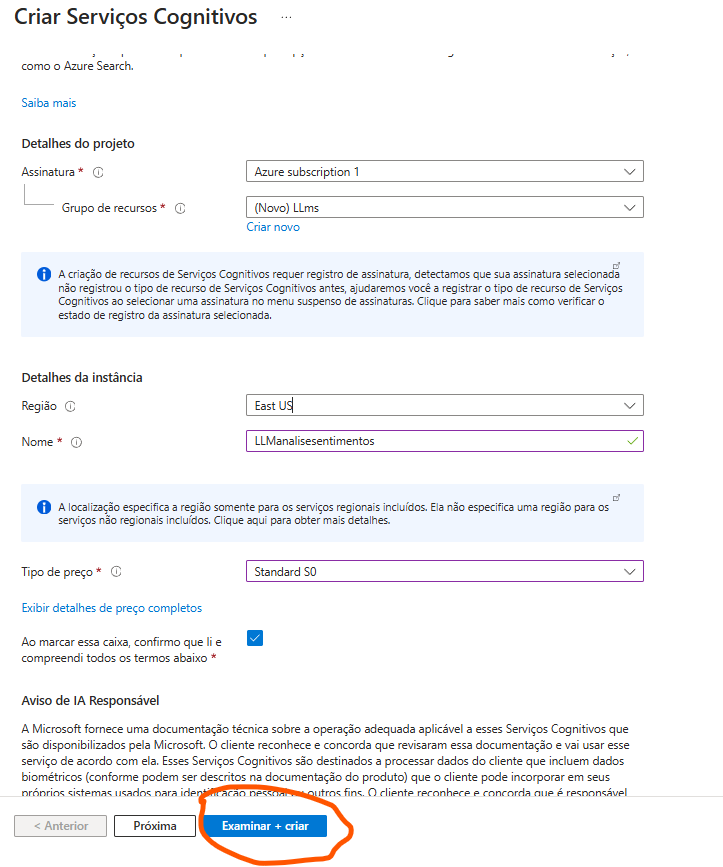 Criar Serviços Cognitivos ...
como o Azure Search.
Saiba mais
Detalhes do projeto
Assinatura *
Azure subscription 1
Grupo de recursos *
(Novo) LLms
Criar novo
A criação de recursos de Serviços Cognitivos requer registro de assinatura, detectamos que sua assinatura selecionada
não registrou o tipo de recurso de Serviços Cognitivos antes, ajudaremos você a registrar o tipo de recurso de Serviços
Cognitivos ao selecionar uma assinatura no menu suspenso de assinaturas. Clique para saber mais como verificar o
estado de registro da assinatura selecionada.
Detalhes da instância
Região
East US
Nome *
LLManalisesentimentos
A localização especifica a região somente para os serviços regionais incluídos. Ela não especifica uma região para os
serviços não regionais incluídos. Clique aqui para obter mais detalhes.
Tipo de preço *
Standard S0
Exibir detalhes de preço completos
Ao marcar essa caixa, confirmo que li e
compreendi todos os termos abaixo *
Aviso de IA Responsável
A Microsoft fornece uma documentação técnica sobre a operação adequada aplicável a esses Serviços Cognitivos que
são disponibilizados pela Microsoft. O cliente reconhece e concorda que revisaram essa documentação e vai usar esse
serviço de acordo com ela. Esses Serviços Cognitivos são destinados a processar dados do cliente que incluem dados
biométricos (conforme podem ser descritos na documentação do produto) que o cliente pode incorporar em seus
próprios sistemas usados para identificação pessoal ou outros fins. O cliente reconhece e concorda que é responsável
< Anterior
Próxima
Examinar + criar